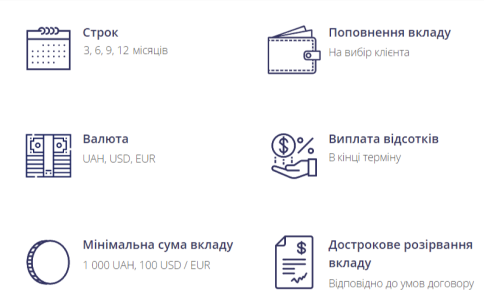 Строк
3, 6, 9, 12 місяців
Поповнення вкладу
На вибір клієнта
Валюта
UAH, USD, EUR
Виплата відсотків
В кінці терміну
Мінімальна сума вкладу
1 000 UAH, 100 USD / EUR
Дострокове розірвання
вкладу
Відповідно до умов договору